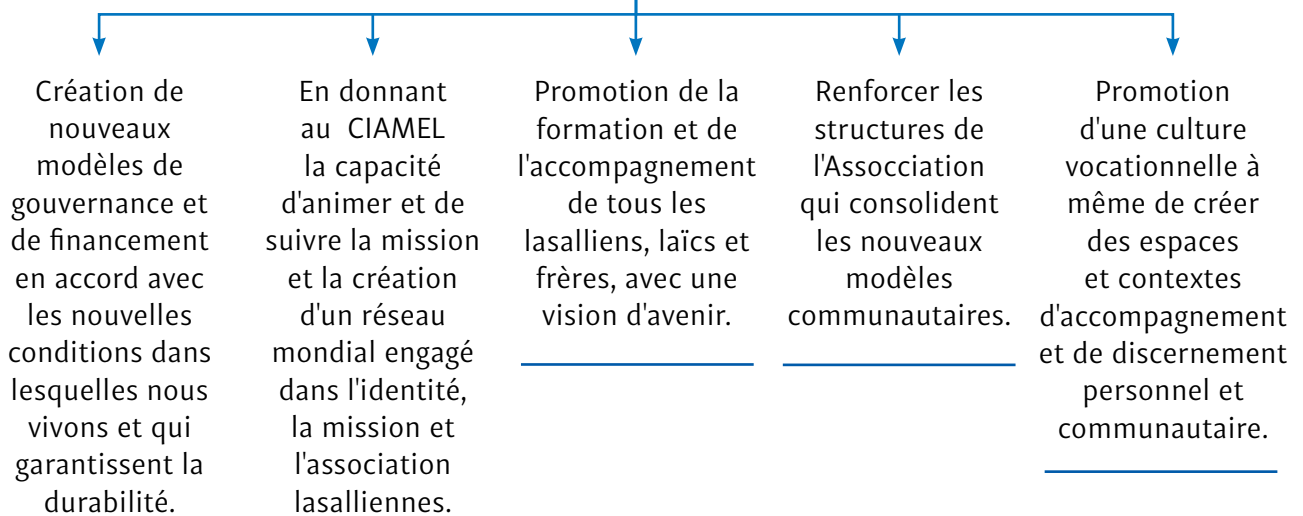 Création de
nouveaux
modèles de
gouvernance et
de financement
en accord avec
les nouvelles
conditions dans
lesquelles nous
vivons et qui
garantissent la
durabilité.
En donnant
au CIAMEL
la capacité
d'animer et de
suivre la mission
et la création
d'un réseau
mondial engagé
dans l'identité,
la mission et
l'association
lasalliennes.
Promotion de la
formation et de
l'accompagnement
de tous les
lasalliens, laïcs et
frères, avec une
vision d'avenir.
Renforcer les
structures de
l'Assocciation
qui consolident
les nouveaux
modèles
communautaires.
Promotion
d'une culture
vocationnelle à
même de créer
des espaces
et contextes
d'accompagnement
et de discernement
personnel et
communautaire.